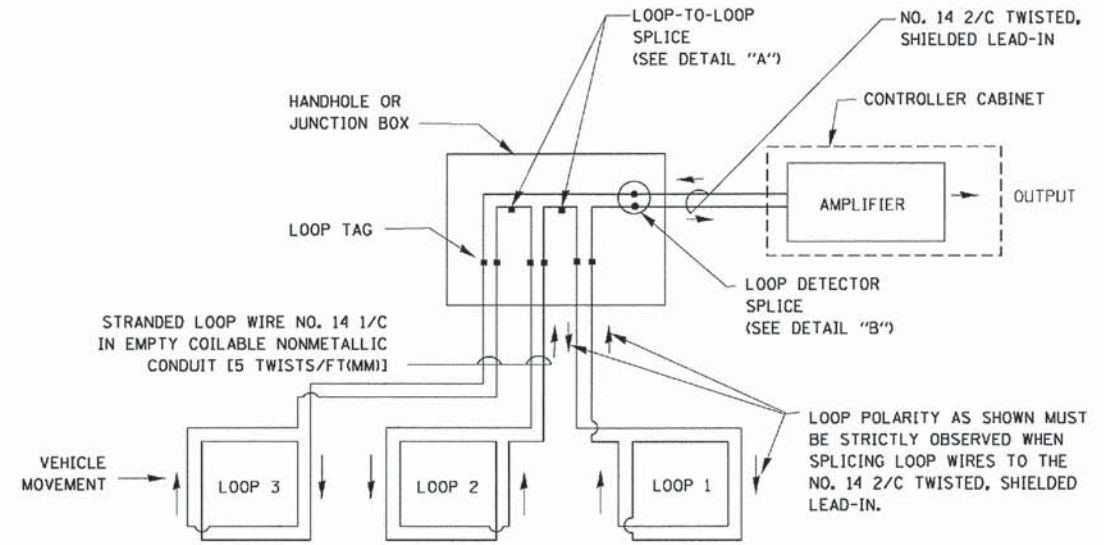 LOOP-TO-LOOP
SPLICE
(SEE DETAIL "A")
NO. 14 2/C TWISTED,
SHIELDED LEAD-IN
HANDHOLE OR
JUNCTION BOX
CONTROLLER CABINET
AMPLIFIER
OUTPUT
LOOP TAG
LOOP DETECTOR
SPLICE
(SEE DETAIL "B")
STRANDED LOOP WIRE NO. 14 1/C
IN EMPTY COILABLE NONMETALLIC
CONDUIT [5 TWISTS/FT(MM)]
LOOP POLARITY AS SHOWN MUST
BE STRICTLY OBSERVED WHEN
SPLICING LOOP WIRES TO THE
NO. 14 2/C TWISTED, SHIELDED
LEAD-IN.
VEHICLE
MOVEMENT
LOOP 3
LOOP 2
LOOP 1